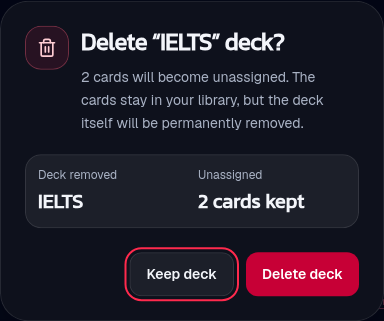 Delete “IELTS” deck?
2 cards will become unassigned. The
cards stay in your library, but the deck
itself will be permanently removed.
Deck removed
Unassigned
IELTS
2 cards kept
Keep deck
Delete deck